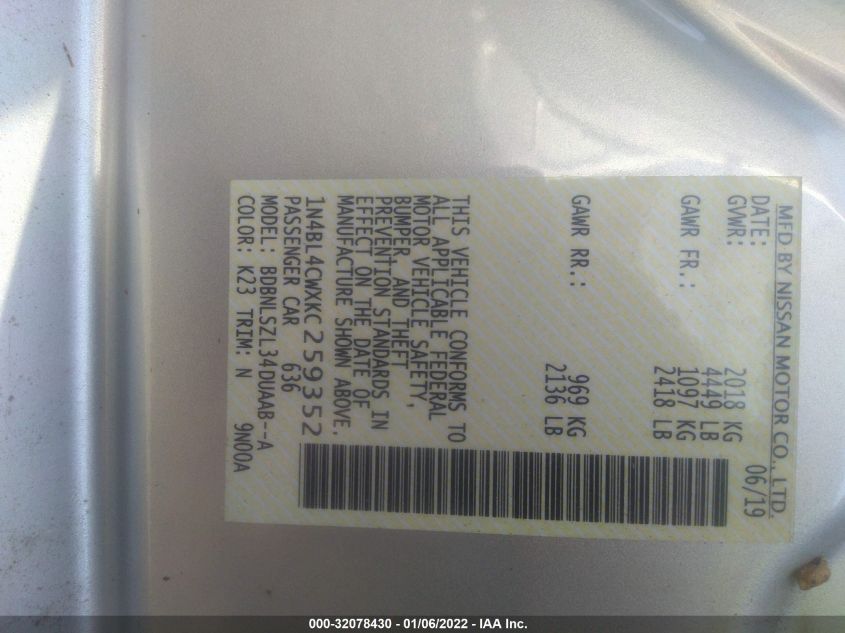 MFD BY NISSAN MOTOR CO., LTD.
DATE: 06/19
GVWR: 2018 KG
4449 LB
GAWR FR.: 1097 KG
2418 LB
GAWR RR.: 969 KG
2136 LB
THIS VEHICLE CONFORMS TO
ALL APPLICABLE FEDERAL
MOTOR VEHICLE SAFETY,
BUMPER, AND THEFT
PREVENTION STANDARDS IN
EFFECT ON THE DATE OF
MANUFACTURE SHOWN ABOVE.
1N4BL4CWXKC259352
PASSENGER CAR 636
MODEL: BDBNLSZL34DUAAB--A
COLOR: K23 TRIM: N 9N00A
000-32078430 - 01/06/2022 - IAA Inc.